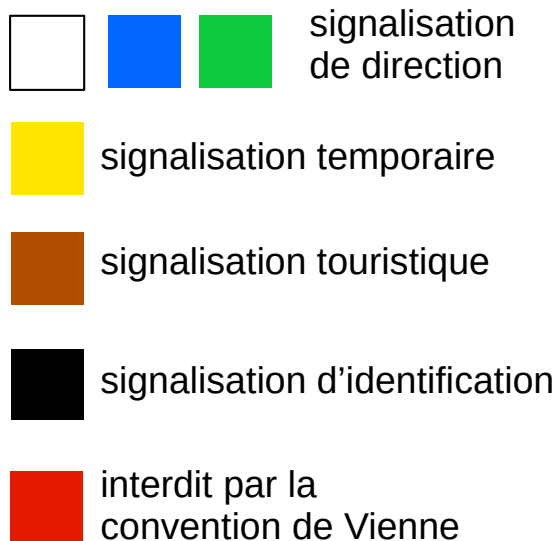 signalisation
de direction
signalisation temporaire
signalisation touristique
signalisation d'identification
interdit par la
convention de Vienne